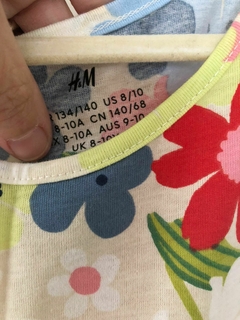 H&M
134/140 US 8/10
8-10A CN 140/68
8-10A AUS 9-10
UK 8-10Y